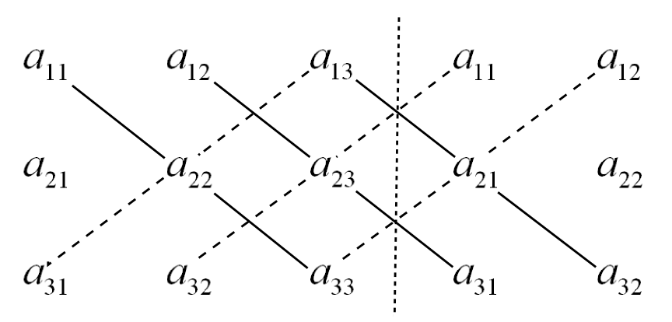 a₁₁ a₁₂ a₁₃ a₁₁ a₁₂
a₂₁ a₂₂ a₂₃ a₂₁ a₂₂
a₃₁ a₃₂ a₃₃ a₃₁ a₃₂